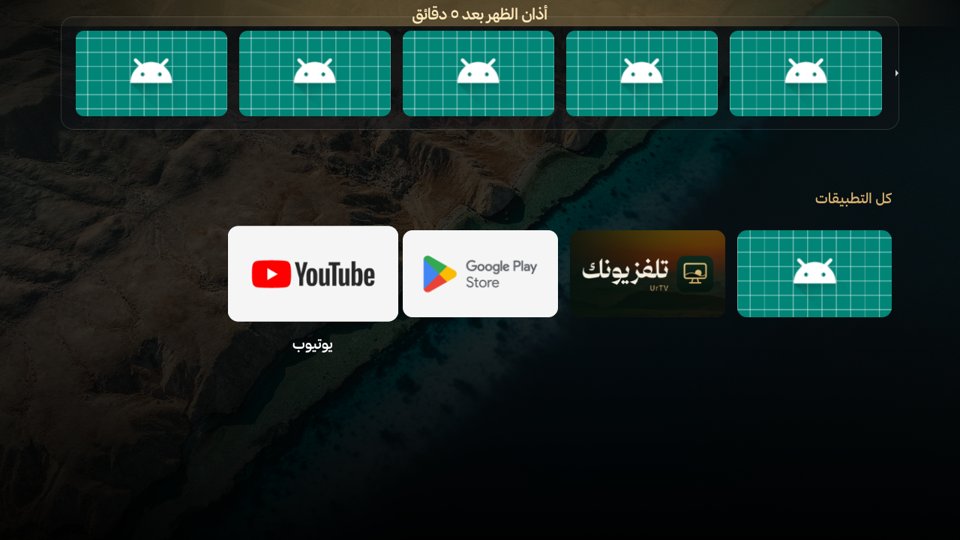 أذان الظهر بعد ٥ دقائق
كل التطبيقات
تلفزيونك
UrTV
Google Play
Store
YouTube
يوتيوب